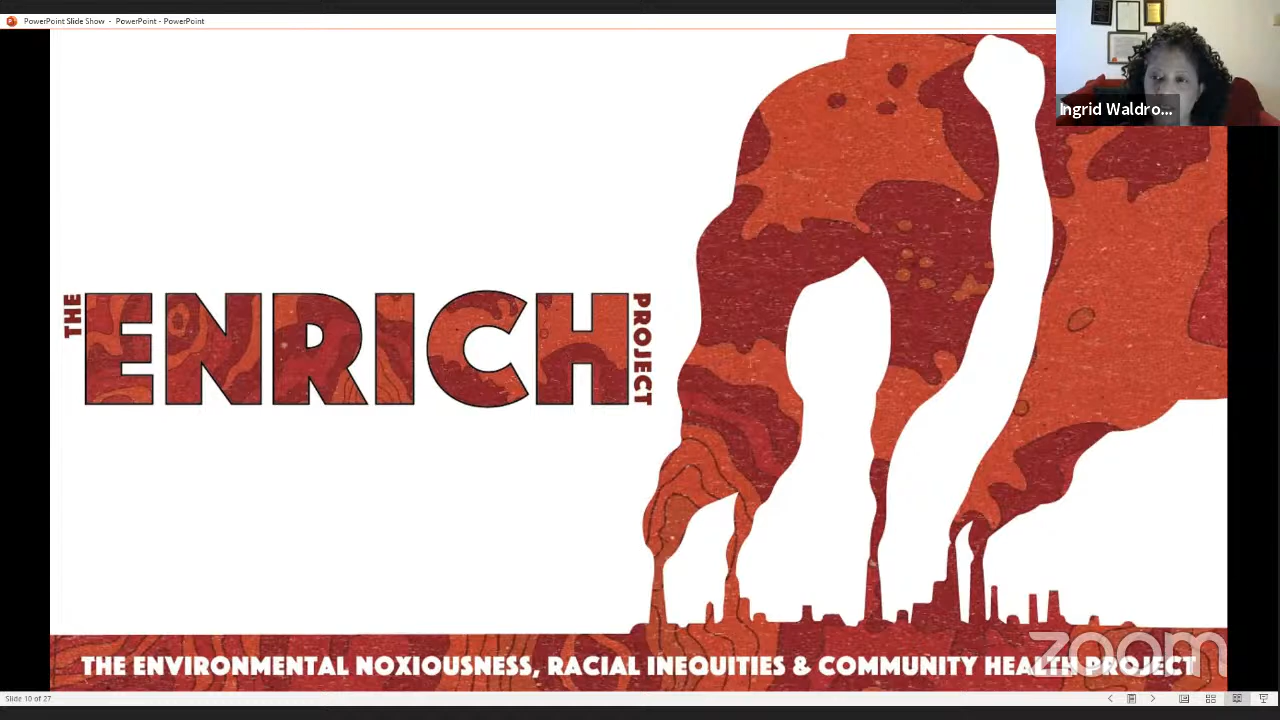 PowerPoint Slide Show - PowerPoint - PowerPoint
Ingrid Waldro...
THE ENRICH PROJECT
THE ENVIRONMENTAL NOXIOUSNESS, RACIAL INEQUITIES & COMMUNITY HEALTH PROJECT
zoom
Slide 10 of 27